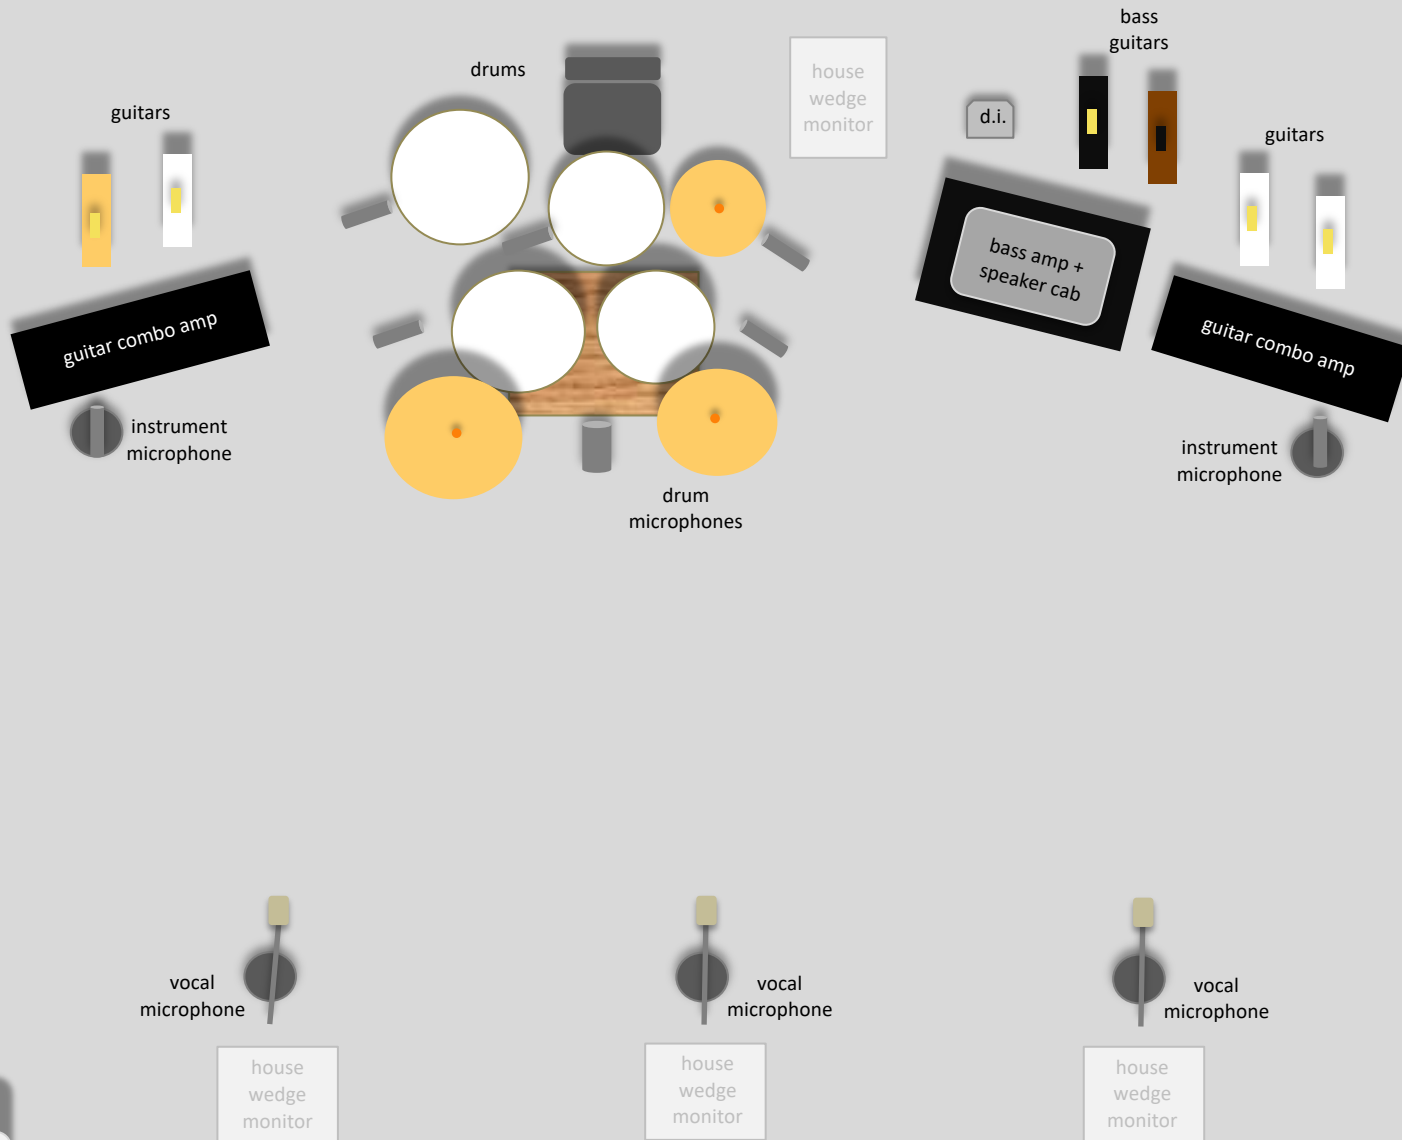 bass
guitars
drums
house
wedge
monitor
guitars
d.i.
guitars
bass amp +
speaker cab
guitar combo amp
guitar combo amp
instrument
microphone
instrument
microphone
drum
microphones
vocal
microphone
vocal
microphone
vocal
microphone
house
wedge
monitor
house
wedge
monitor
house
wedge
monitor